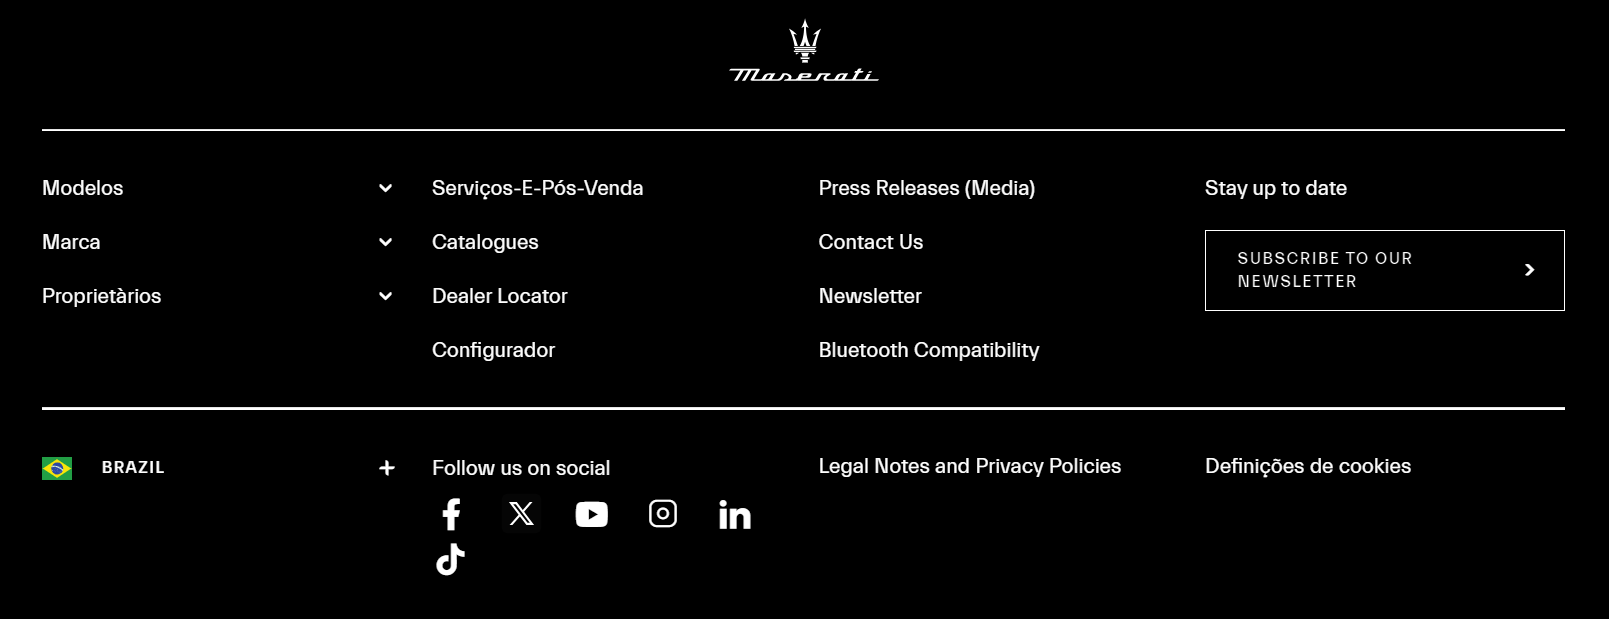 Maserati
Modelos
Marca
Proprietàrios
Serviços-E-Pós-Venda
Catalogues
Dealer Locator
Configurador
Press Releases (Media)
Contact Us
Newsletter
Bluetooth Compatibility
Stay up to date
SUBSCRIBE TO OUR
NEWSLETTER
BRAZIL
Follow us on social
Legal Notes and Privacy Policies
Definições de cookies